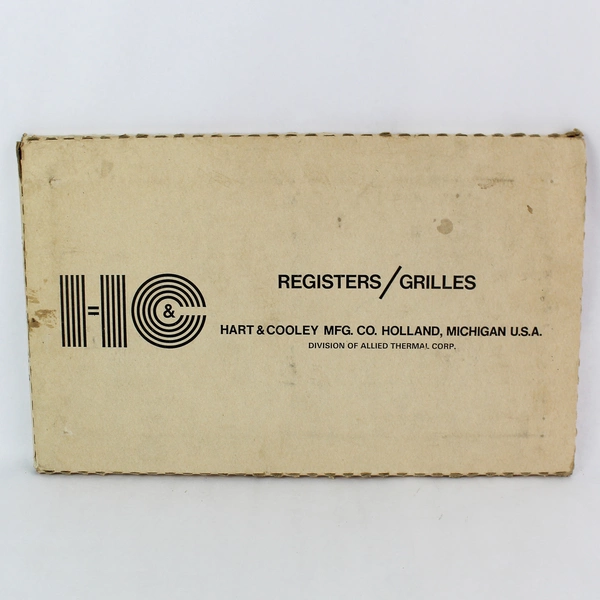 H&C
REGISTERS/GRILLES
HART & COOLEY MFG. CO. HOLLAND, MICHIGAN U.S.A.
DIVISION OF ALLIED THERMAL CORP.